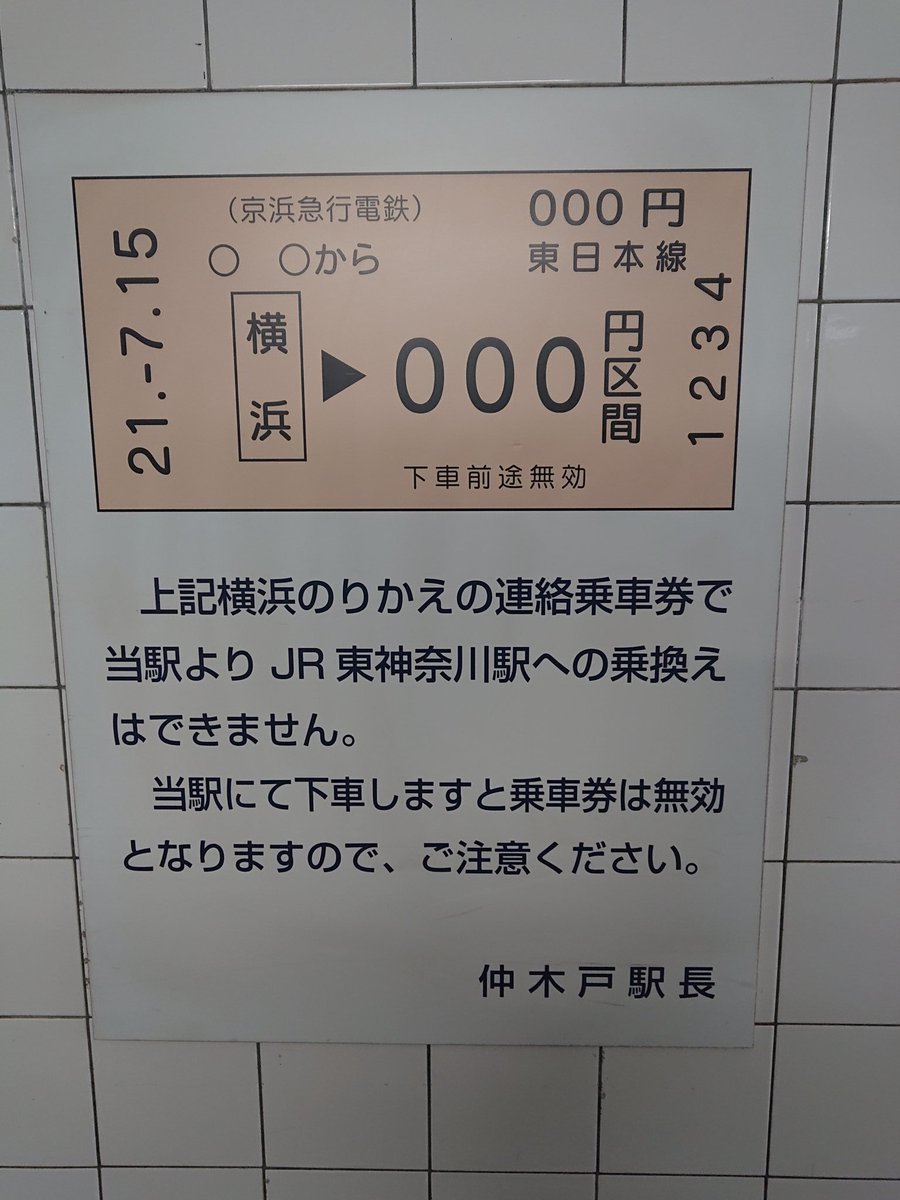 （京浜急行電鉄）
000円
○ ○から
東日本線
21.-7.15
横浜
▶000円区間
1234
下車前途無効
上記横浜のりかえの連絡乗車券で
当駅よりJR東神奈川駅への乗換え
はできません。
当駅にて下車しますと乗車券は無効
となりますので、ご注意ください。
仲木戸駅長